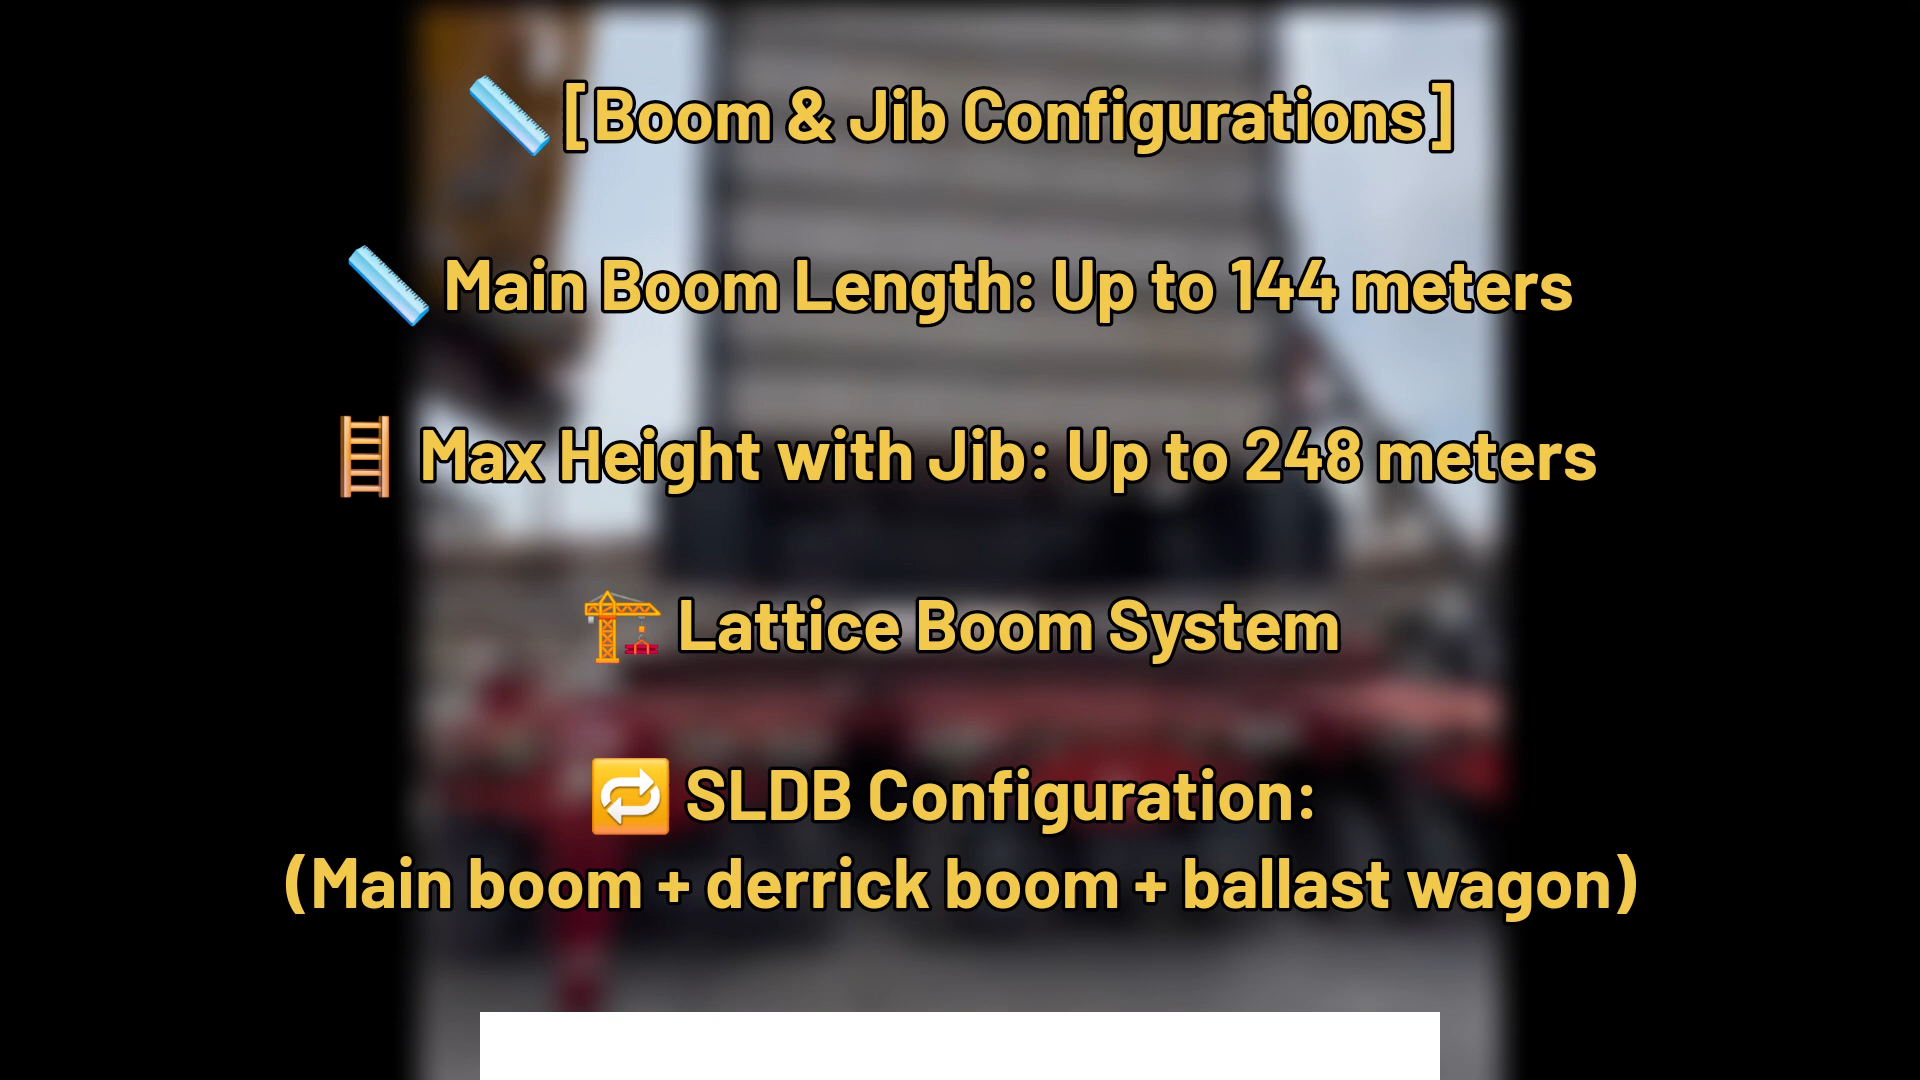 📏 [Boom & Jib Configurations]
📏 Main Boom Length: Up to 144 meters
🪜 Max Height with Jib: Up to 248 meters
🏗️ Lattice Boom System
🔁 SLDB Configuration:
(Main boom + derrick boom + ballast wagon)